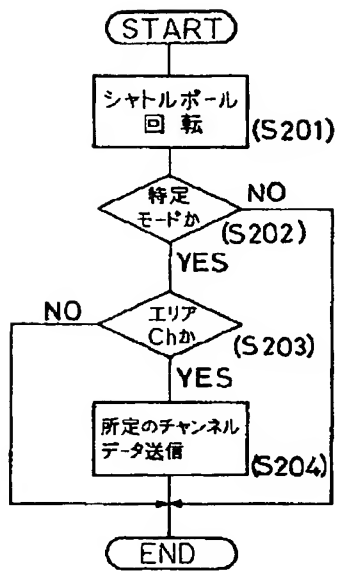 START
シャトルボール
回転
(S201)
特定
モードか
NO
(S202)
YES
NO
エリア
Chか
(S203)
YES
所定のチャンネル
データ送信
(S204)
END